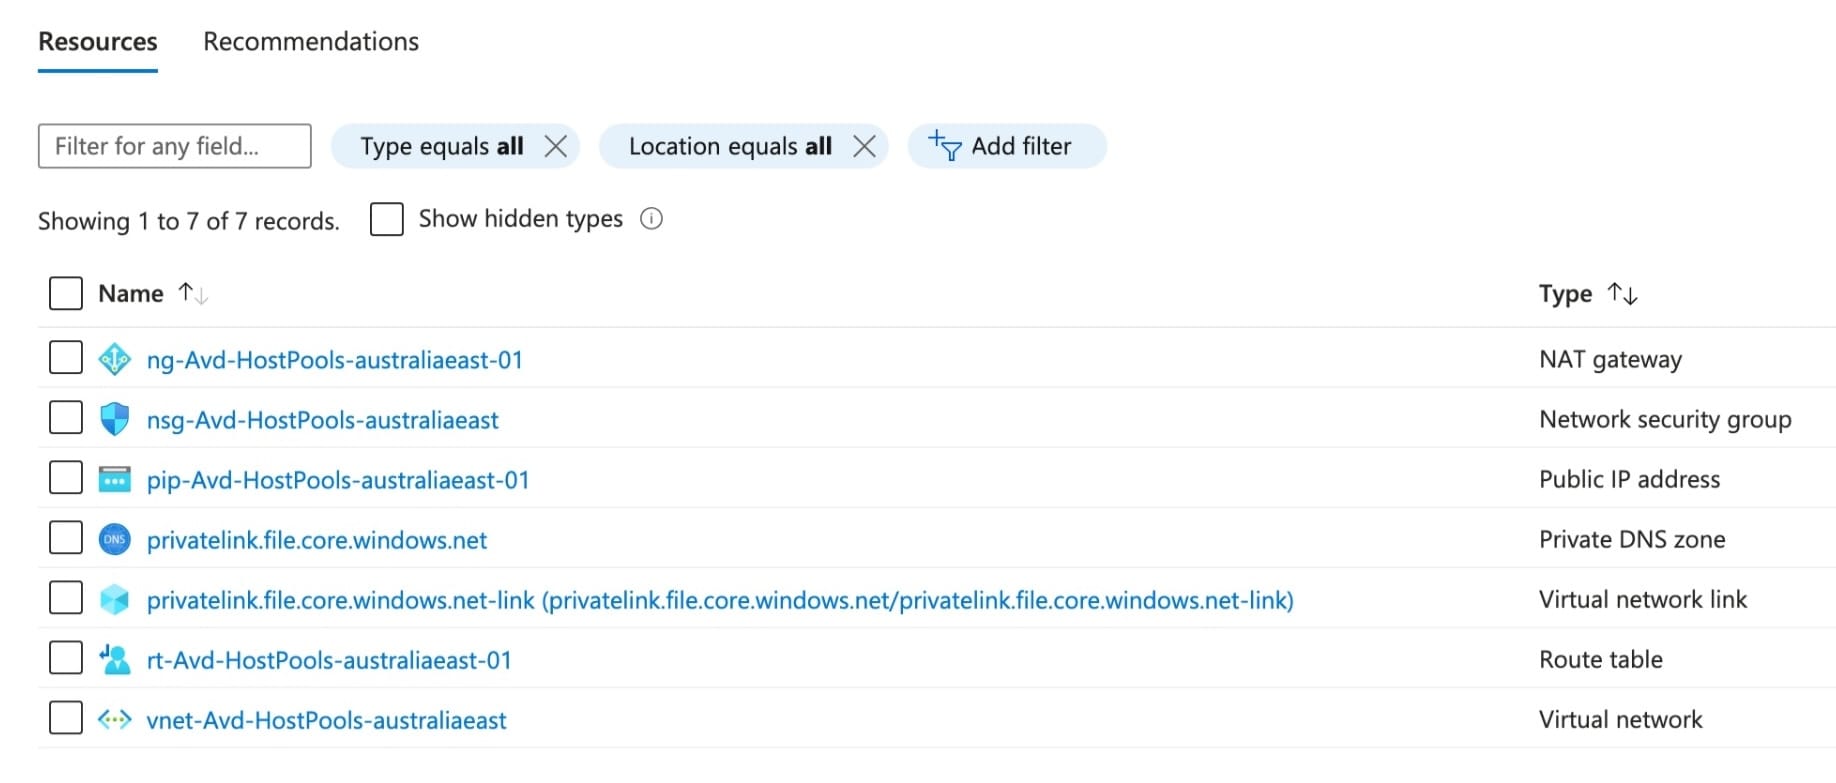 Resources Recommendations
Filter for any field... Type equals all Location equals all Add filter
Showing 1 to 7 of 7 records. Show hidden types
Name Type
ng-Avd-HostPools-australiaeast-01 NAT gateway
nsg-Avd-HostPools-australiaeast Network security group
pip-Avd-HostPools-australiaeast-01 Public IP address
DNS privatelink.file.core.windows.net Private DNS zone
privatelink.file.core.windows.net-link (privatelink.file.core.windows.net/privatelink.file.core.windows.net-link) Virtual network link
rt-Avd-HostPools-australiaeast-01 Route table
vnet-Avd-HostPools-australiaeast Virtual network